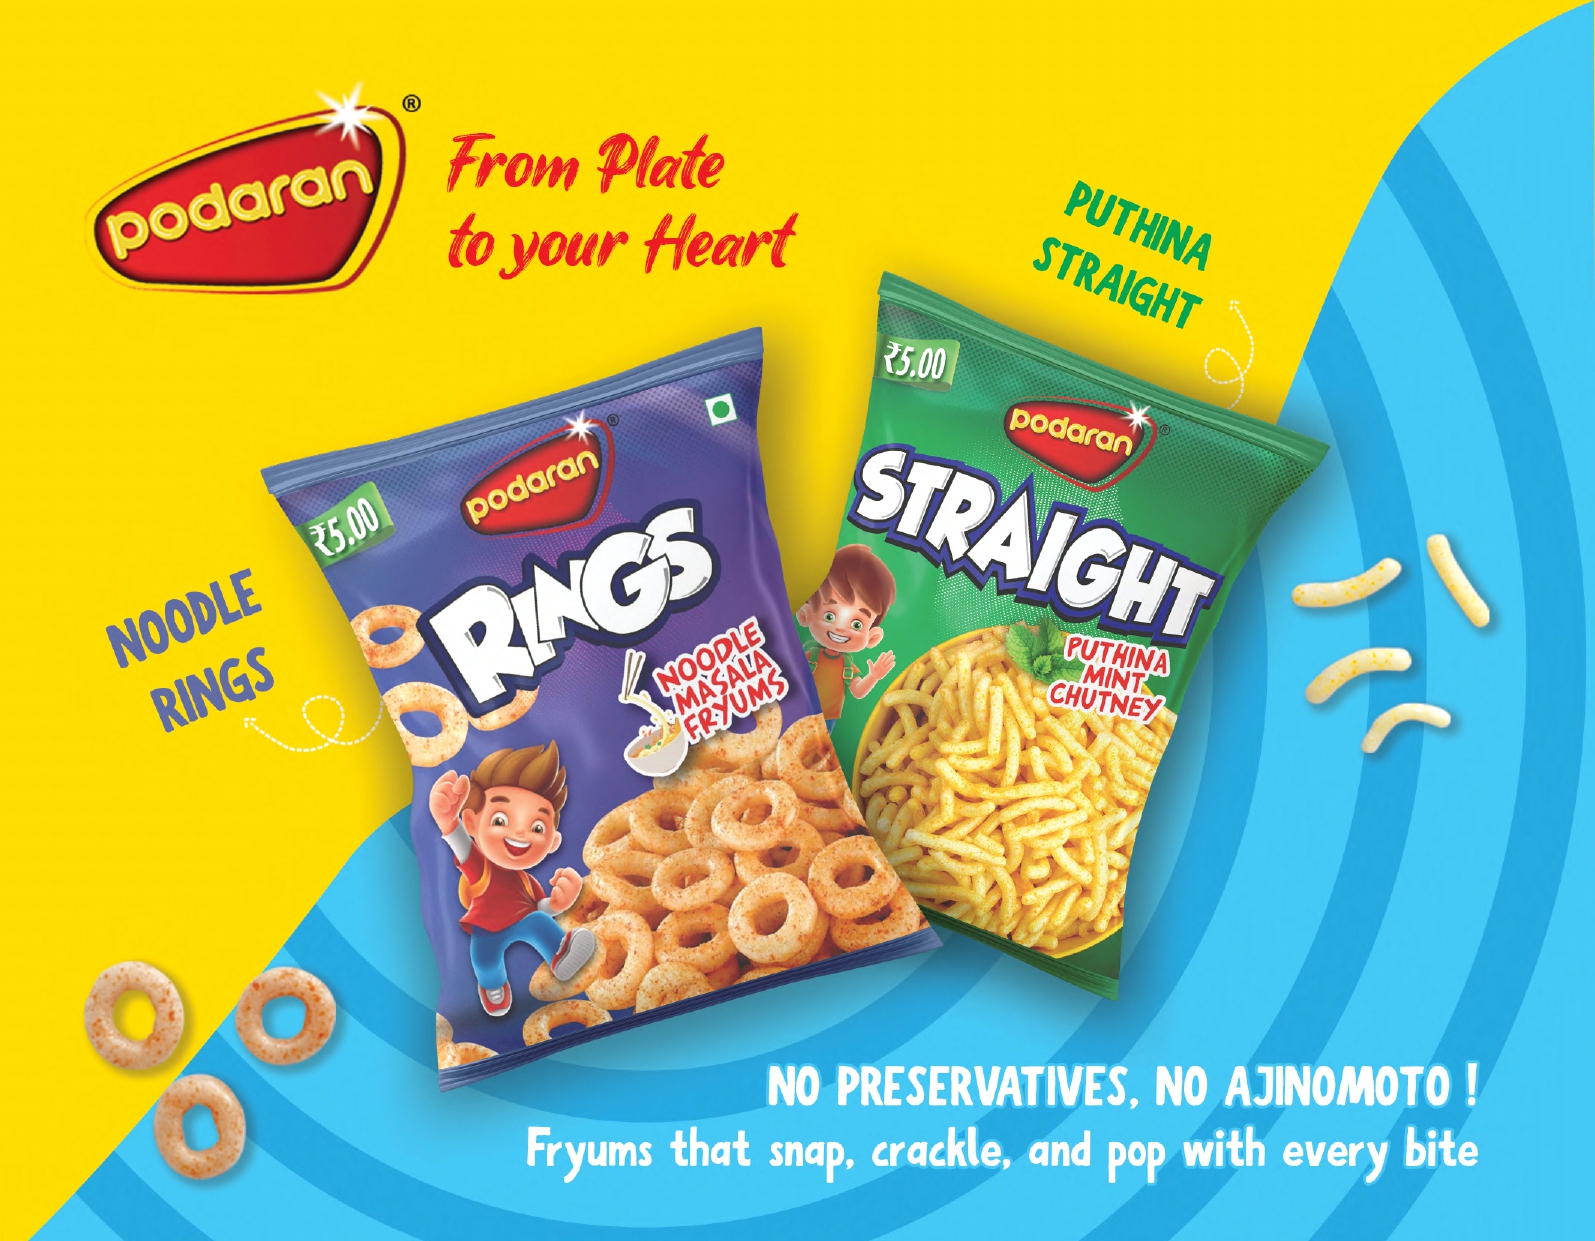 podaran
®
From Plate
to your Heart
PUTHINA
STRAIGHT
NOODLE
RINGS
₹5.00
podaran
®
RINGS
NOODLE
MASALA
FRYUMS
₹5.00
podaran
®
STRAIGHT
PUTHINA
MINT
CHUTNEY
NO PRESERVATIVES, NO AJINOMOTO !
Fryums that snap, crackle, and pop with every bite